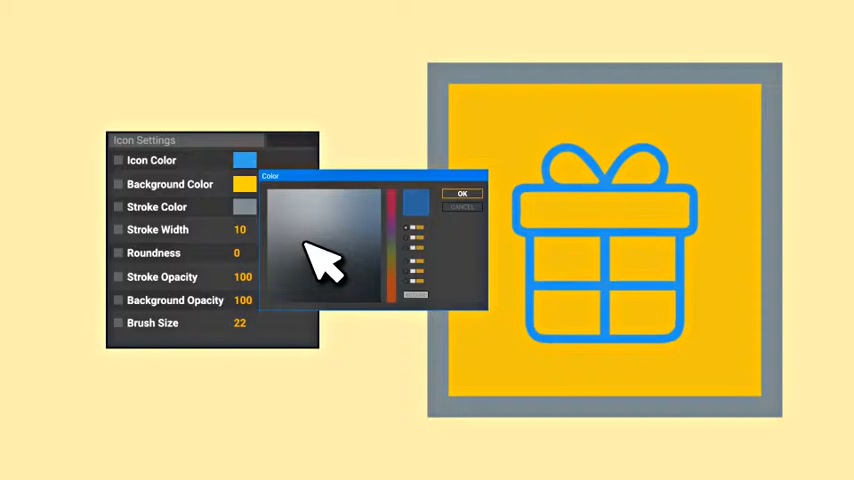 Icon Settings
Icon Color
Background Color
Stroke Color
Stroke Width 10
Roundness 0
Stroke Opacity 100
Background Opacity 100
Brush Size 22
Color
OK
CANCEL